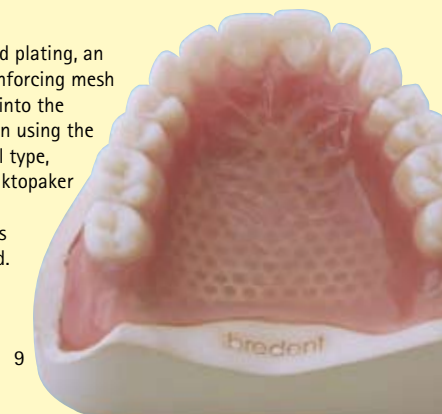 d plating, an
nforcing mesh
into the
n using the
l type,
ktopaker
s
d.
9
bredent